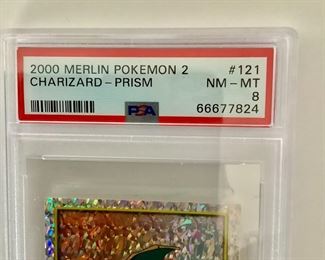 2000 MERLIN POKEMON 2 #121
CHARIZARD-PRISM NM-MT
8
PSA 66677824